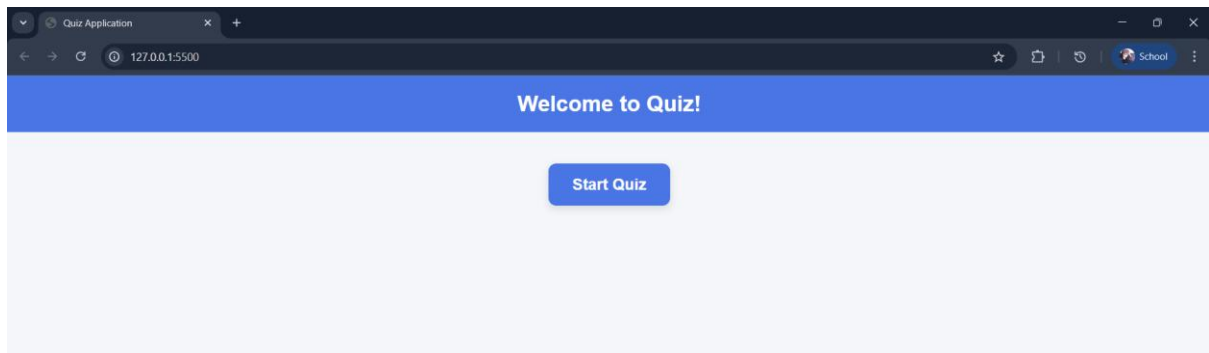 Quiz Application
127.0.0.1:5500
School
Welcome to Quiz!
Start Quiz